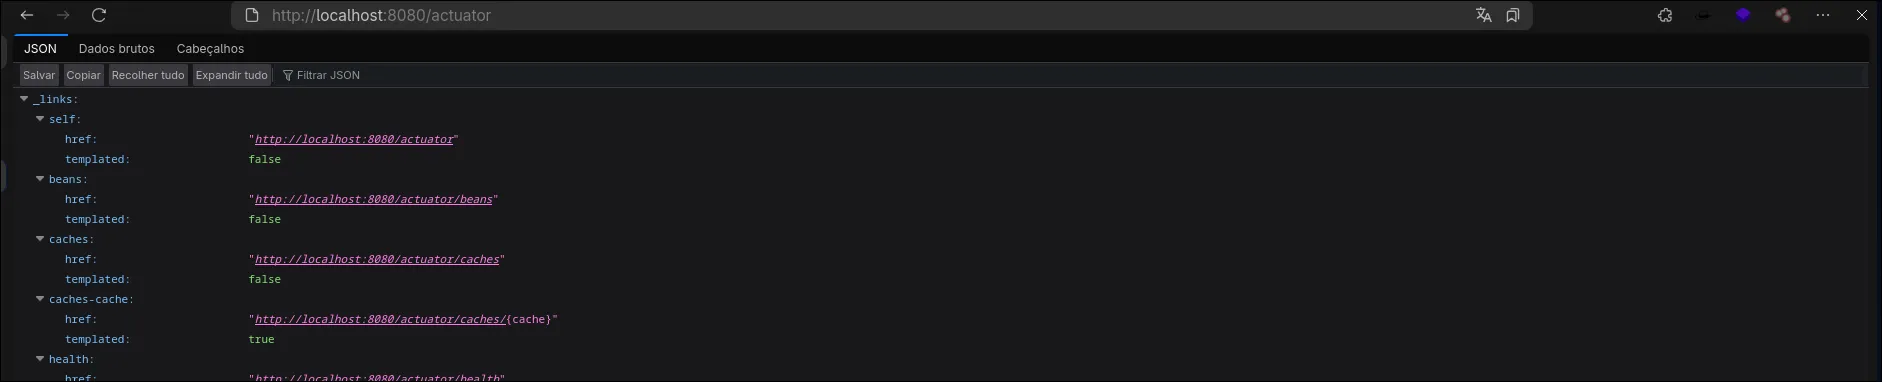 http://localhost:8080/actuator
JSON Dados brutos Cabeçalhos
Salvar Copiar Recolher tudo Expandir tudo Filtrar JSON
_links:
self:
href: "http://localhost:8080/actuator"
templated: false
beans:
href: "http://localhost:8080/actuator/beans"
templated: false
caches:
href: "http://localhost:8080/actuator/caches"
templated: false
caches-cache:
href: "http://localhost:8080/actuator/caches/{cache}"
templated: true
health:
href: "http://localhost:8080/actuator/health"